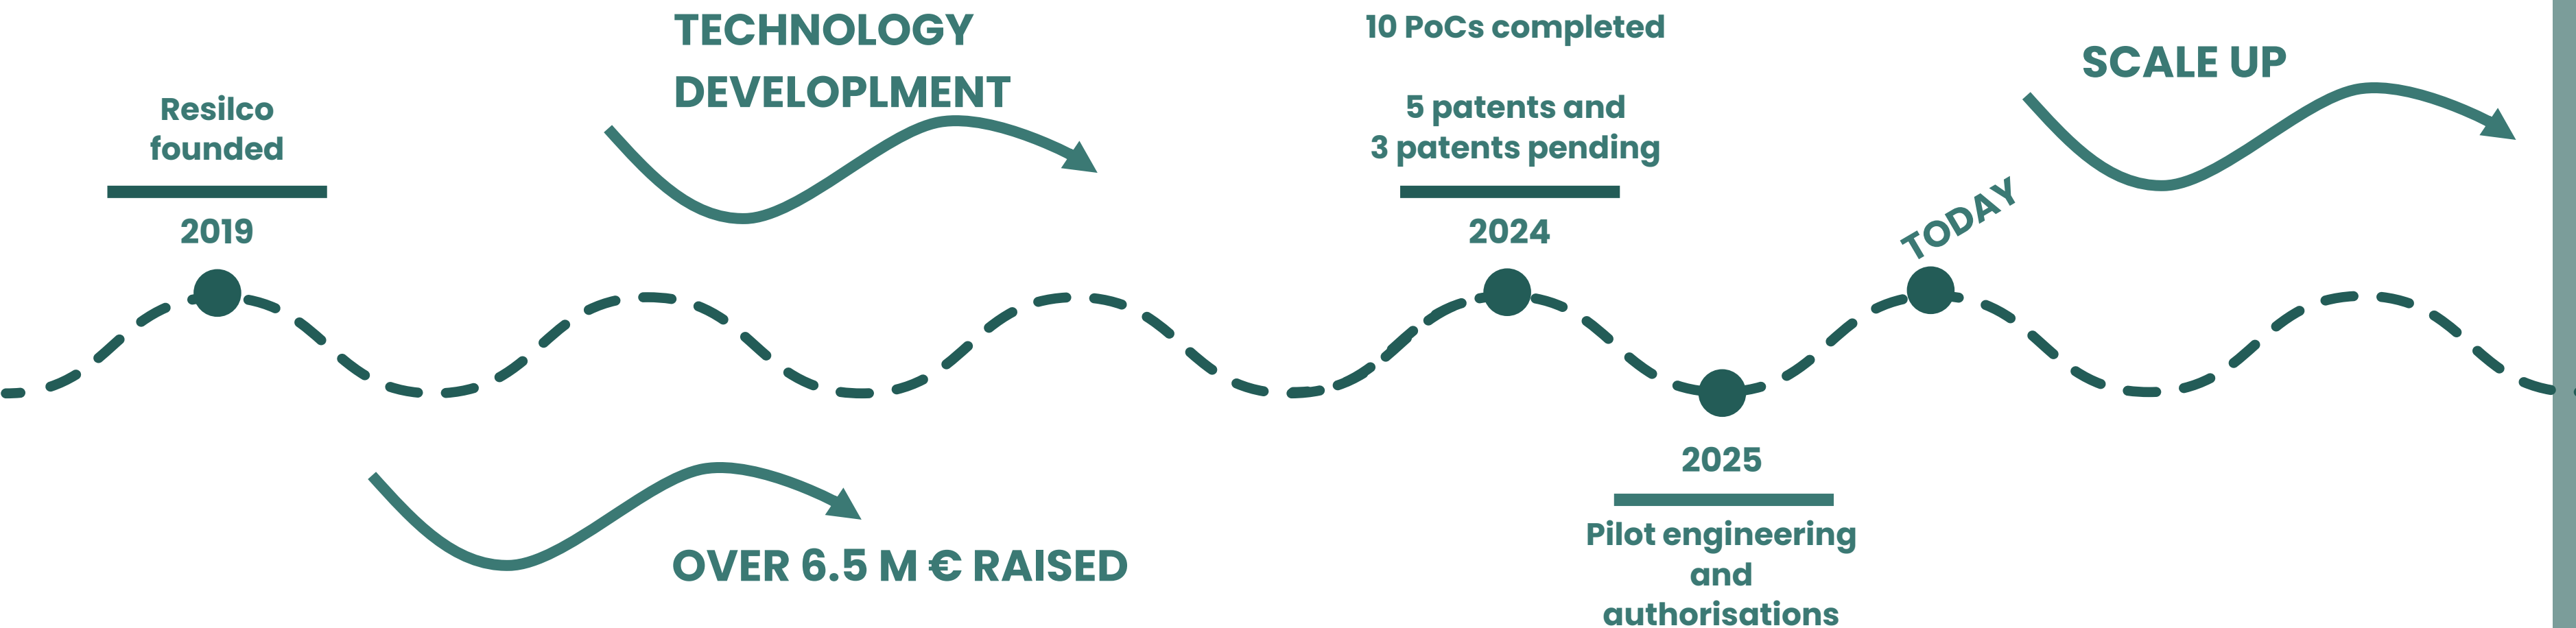 Resilco
founded
2019
TECHNOLOGY
DEVEOPLMENT
OVER 6.5 M € RAISED
10 PoCs completed
5 patents and
3 patents pending
2024
2025
Pilot engineering
and
authorisations
TODAY
SCALE UP